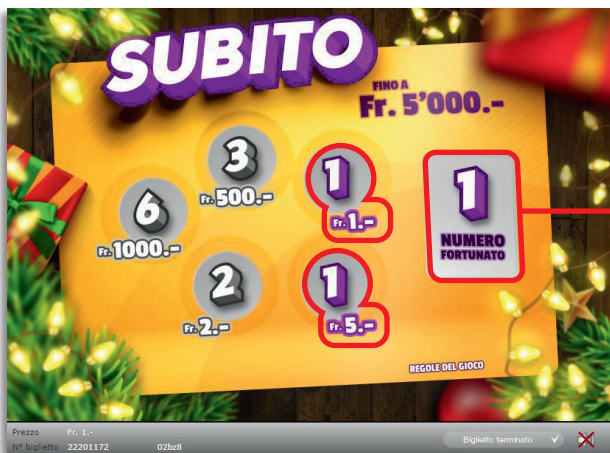 SUBITO
FINO A
Fr. 5'000.-
3
Fr. 500.-
1
Fr. 1.-
6
Fr. 1000.-
1
NUMERO
FORTUNATO
2
Fr. 2.-
1
Fr. 5.-
REGOLE DEL GIOCO
Prezzo Fr. 1.-
N° biglietto 22201172 02bz8
Biglietto terminato